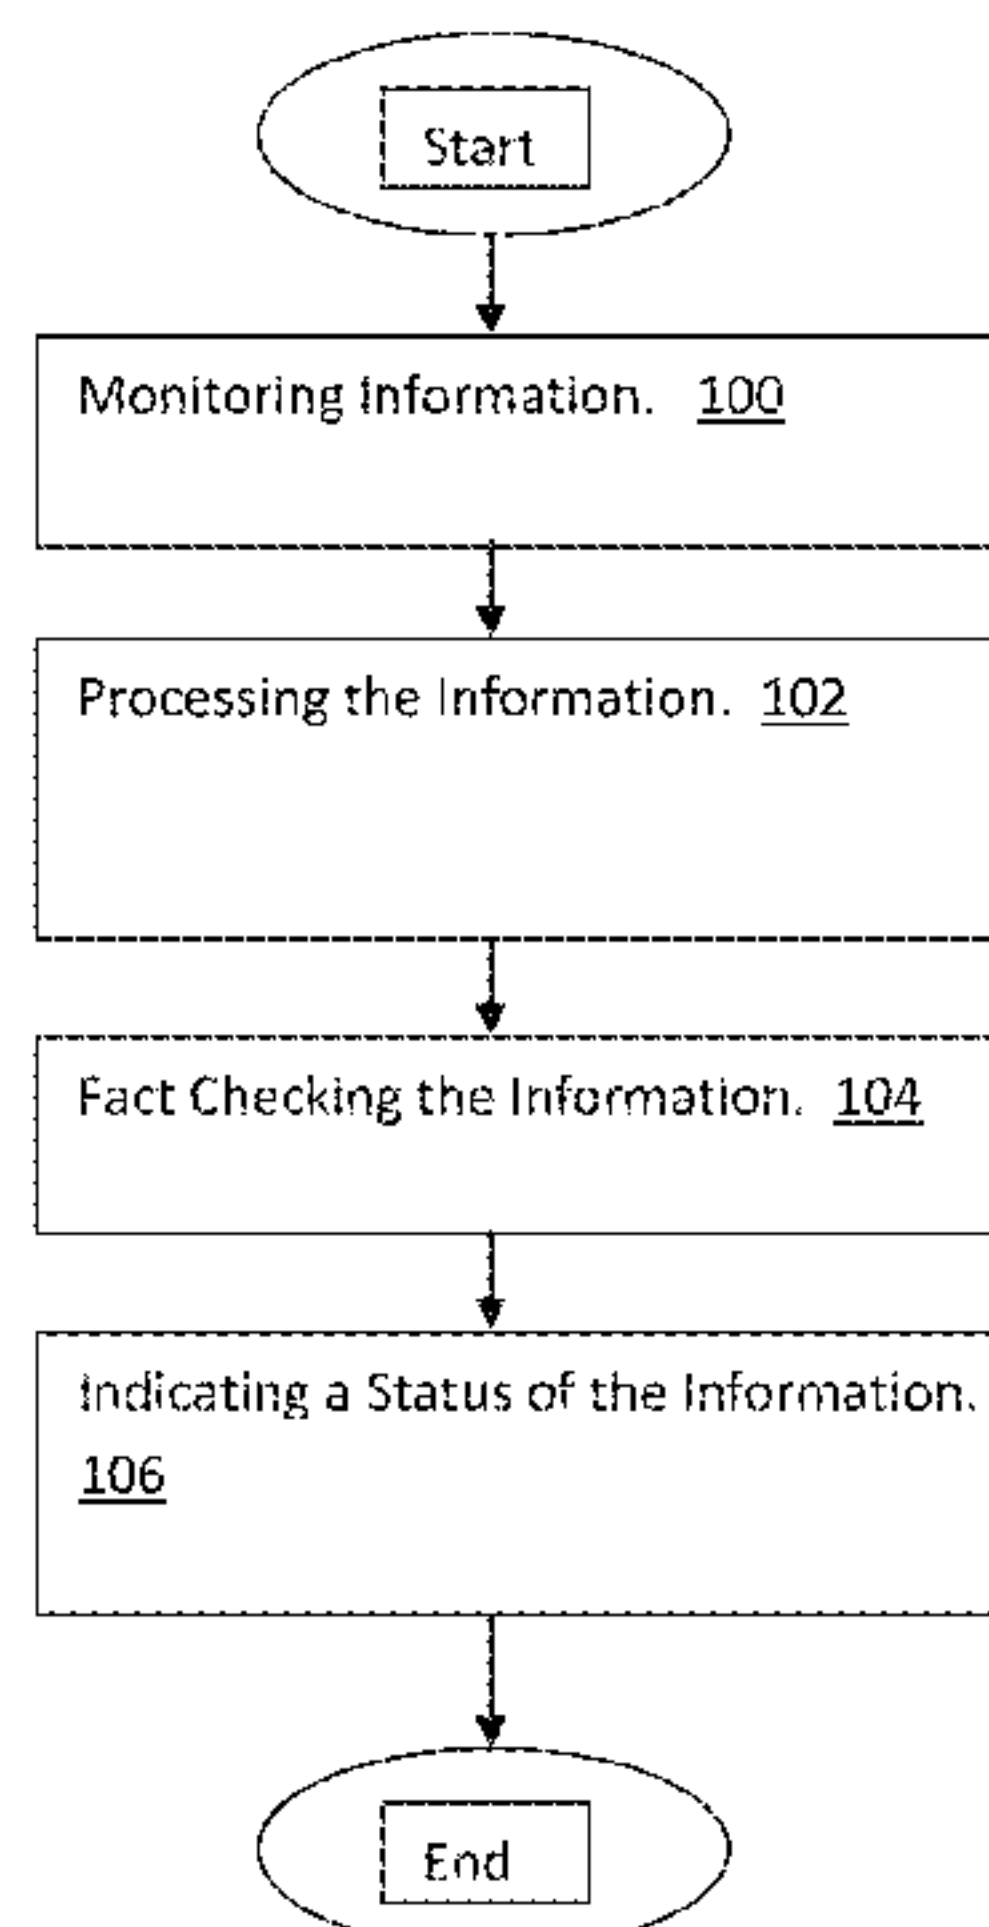 Start
Monitoring Information. 100
Processing the Information. 102
Fact Checking the Information. 104
Indicating a Status of the Information.
106
End